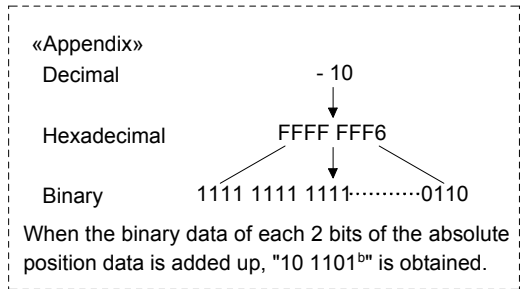 «Appendix»
Decimal - 10
Hexadecimal FFFF FFF6
Binary 1111 1111 1111···········0110
When the binary data of each 2 bits of the absolute
position data is added up, "10 1101ᵇ" is obtained.